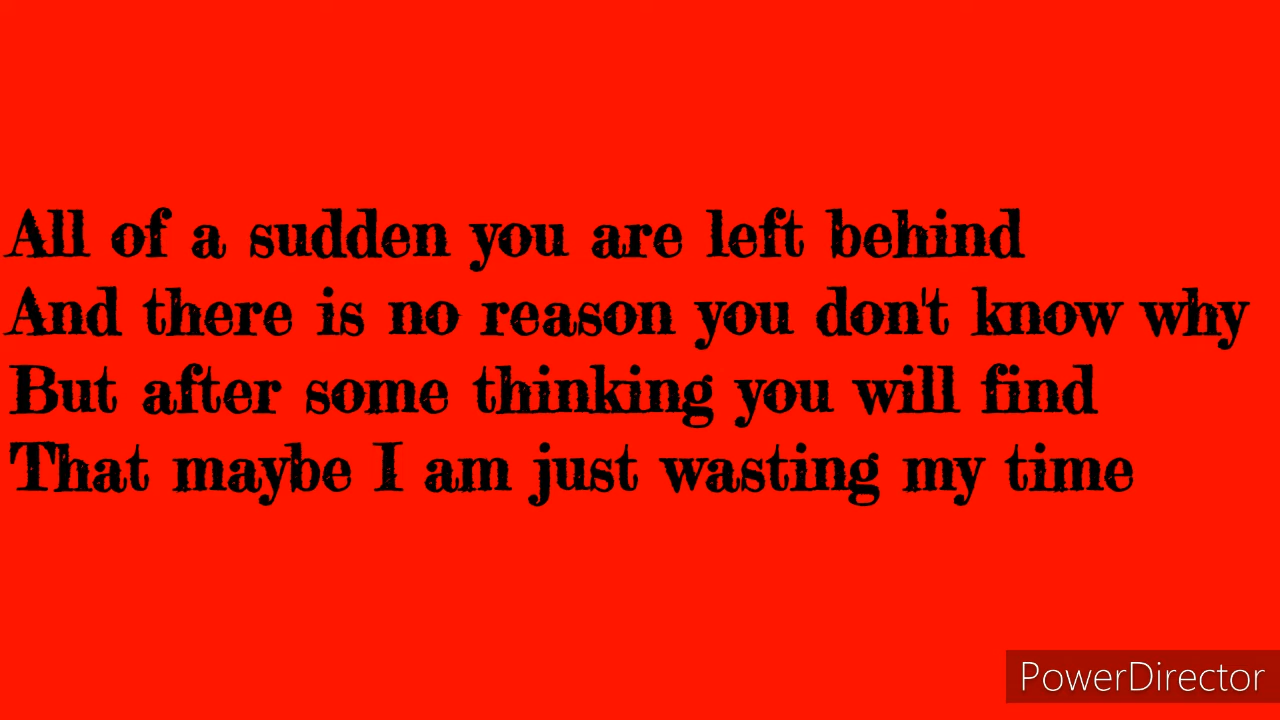 All of a sudden you are left behind
And there is no reason you don't know why
But after some thinking you will find
That maybe I am just wasting my time
PowerDirector